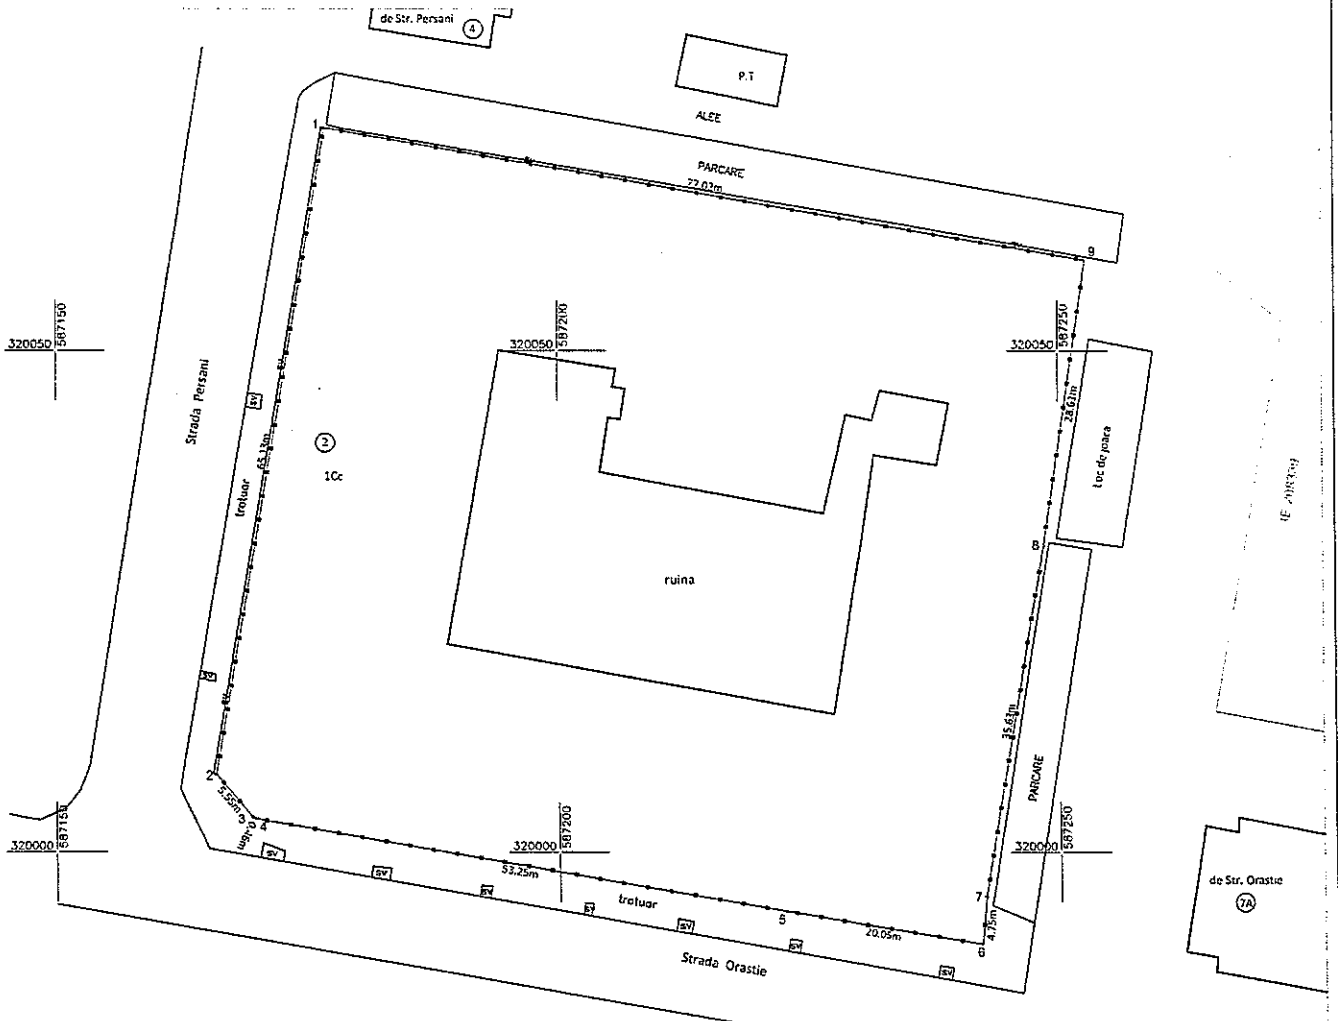 de Str. Persani
4
P.T
ALEE
PARCARE
77.02m
1
9
320050
587150
320050
587200
320050
587250
Strada Persani
SV
65.13m
2
1Cc
trotuar
28.61m
Loc de joaca
8
ruina
SV
35.63m
PARCARE
2
5.55m
3
0.46m
4
320000
587150
320000
587200
320000
587250
SV
SV
SV
SV
SV
SV
SV
53.25m
trotuar
5
20.05m
6
7
4.75m
Strada Orastie
de Str. Orastie
7A